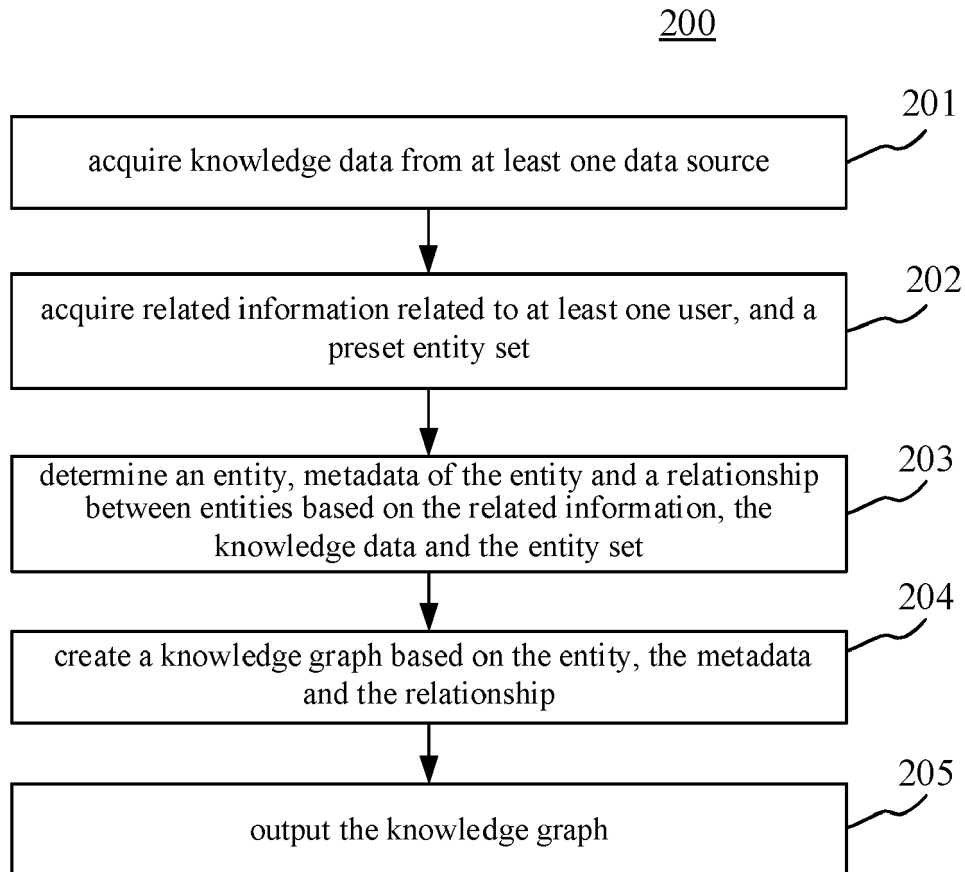 200
201
acquire knowledge data from at least one data source
202
acquire related information related to at least one user, and a
preset entity set
203
determine an entity, metadata of the entity and a relationship
between entities based on the related information, the
knowledge data and the entity set
204
create a knowledge graph based on the entity, the metadata
and the relationship
205
output the knowledge graph